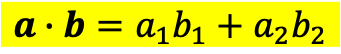 𝒂 · 𝒃 = 𝑎₁𝑏₁ + 𝑎₂𝑏₂